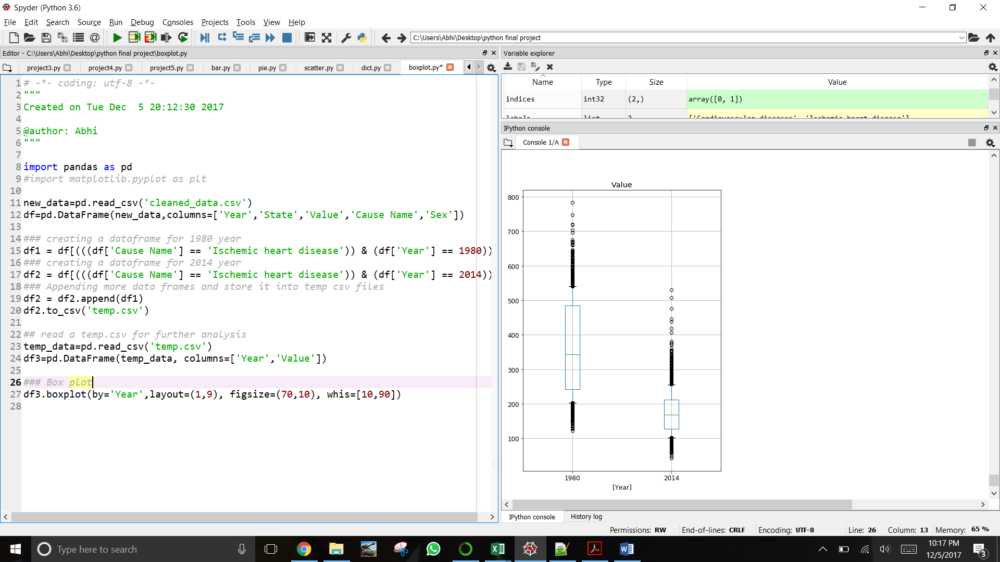 Spyder (Python 3.6)
File Edit Search Source Run Debug Consoles Projects Tools View Help
C:\Users\Abhi\Desktop\python final project
Editor - C:\Users\Abhi\Desktop\python final project\boxplot.py
project3.py project4.py project5.py bar.py pie.py scatter.py dict.py boxplot.py*
1 # -*- coding: utf-8 -*-
2 """
3 Created on Tue Dec  5 20:12:30 2017
4
5 @author: Abhi
6 """
7
8 import pandas as pd
9 #import matplotlib.pyplot as plt
10
11 new_data=pd.read_csv('cleaned_data.csv')
12 df=pd.DataFrame(new_data,columns=['Year','State','Value','Cause Name','Sex'])
13
14 ### creating a dataframe for 1980 year
15 df1 = df[(((df['Cause Name'] == 'Ischemic heart disease')) & (df['Year'] == 1980))
16 ### creating a dataframe for 2014 year
17 df2 = df[(((df['Cause Name'] == 'Ischemic heart disease')) & (df['Year'] == 2014))
18 ### Appending more data frames and store it into temp csv files
19 df2 = df2.append(df1)
20 df2.to_csv('temp.csv')
21
22 ## read a temp.csv for further analysis
23 temp_data=pd.read_csv('temp.csv')
24 df3=pd.DataFrame(temp_data, columns=['Year','Value'])
25
26 ### Box plot
27 df3.boxplot(by='Year',layout=(1,9), figsize=(70,10), whis=[10,90])
28
Variable explorer
Name Type Size Value
indices int32 (2,) array([0, 1])
labels list 2 ['Cardiovascular diseases', 'Ischemic heart disease']
IPython console
Console 1/A
Value
800
700
600
500
400
300
200
100
1980 2014
[Year]
IPython console History log
Permissions: RW End-of-lines: CRLF Encoding: UTF-8 Line: 26 Column: 13 Memory: 65 %
Type here to search
10:17 PM
12/5/2017
3